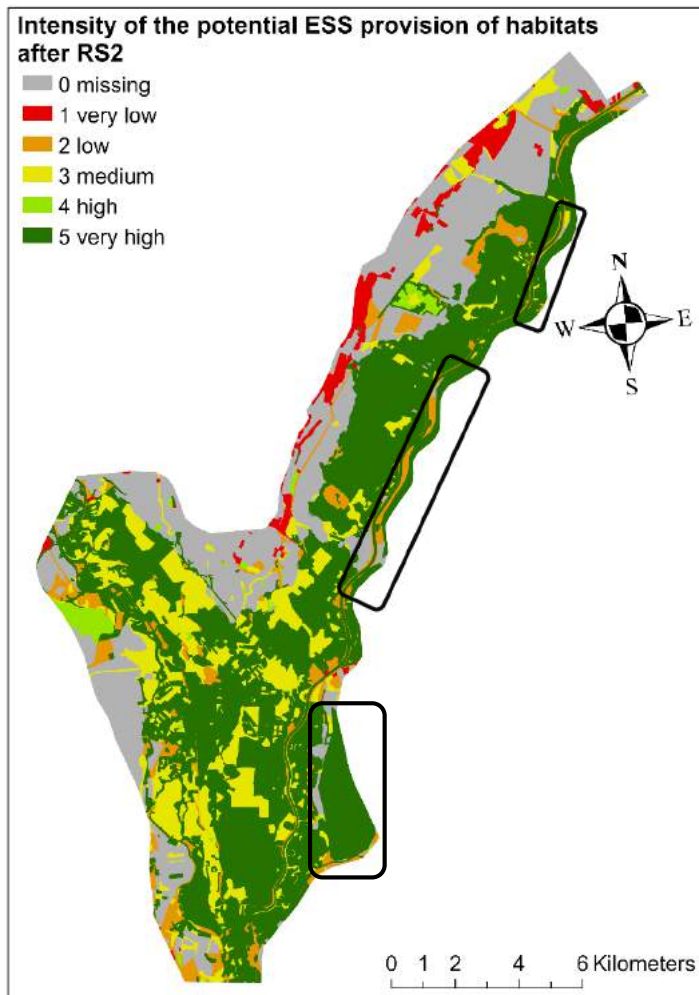 Intensity of the potential ESS provision of habitats
after RS2
0 missing
1 very low
2 low
3 medium
4 high
5 very high
N
W E
S
0 1 2 4 6 Kilometers